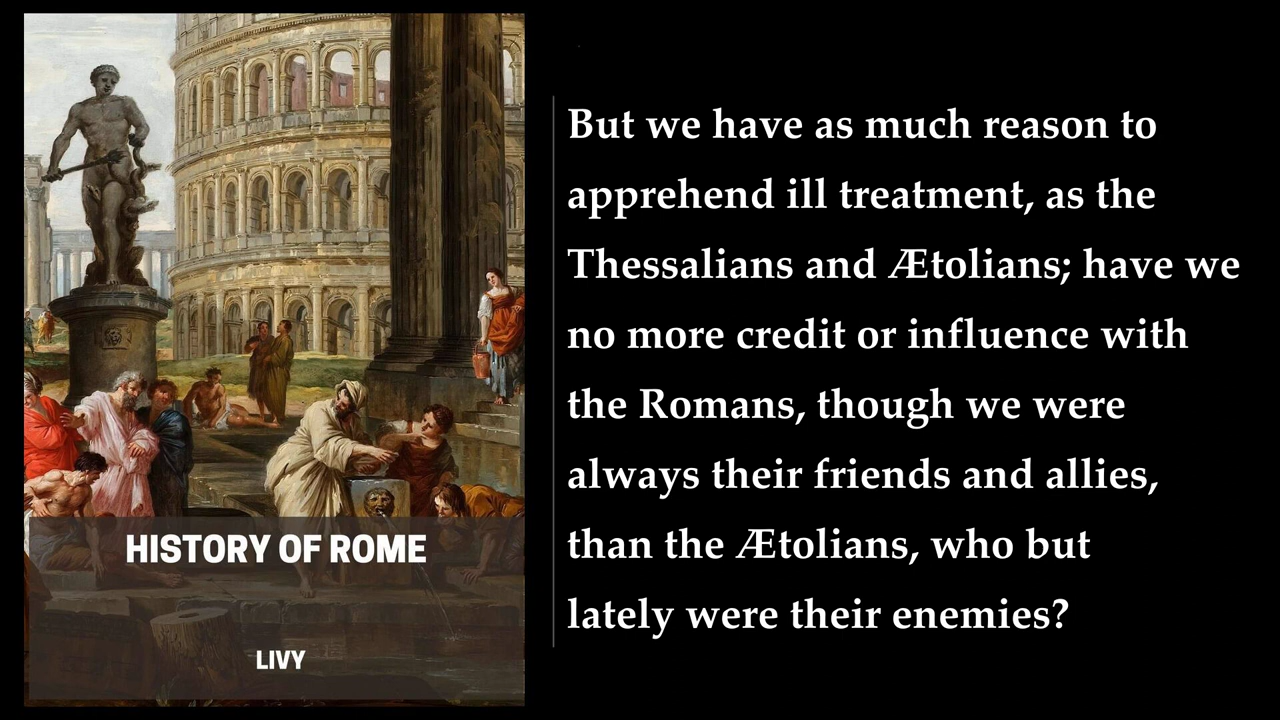 HISTORY OF ROME
LIVY
But we have as much reason to
apprehend ill treatment, as the
Thessalians and Ætolians; have we
no more credit or influence with
the Romans, though we were
always their friends and allies,
than the Ætolians, who but
lately were their enemies?